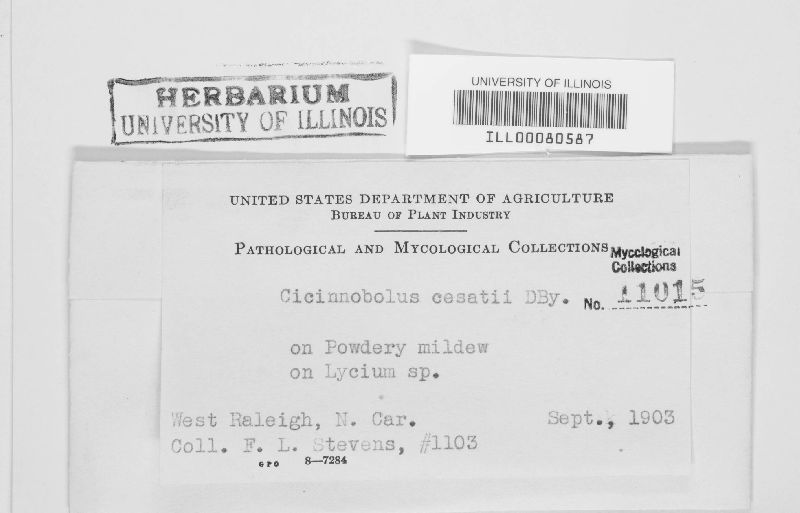 HERBARIUM
UNIVERSITY OF ILLINOIS
UNIVERSITY OF ILLINOIS
ILL00080587
UNITED STATES DEPARTMENT OF AGRICULTURE
BUREAU OF PLANT INDUSTRY
PATHOLOGICAL AND MYCOLOGICAL COLLECTIONS
Mycological
Collections
No. 11015
Cicinnobolus cesatii DBy.
on Powdery mildew
on Lycium sp.
West Raleigh, N. Car. Sept., 1903
Coll. F. L. Stevens, #1103
ero 8—7284